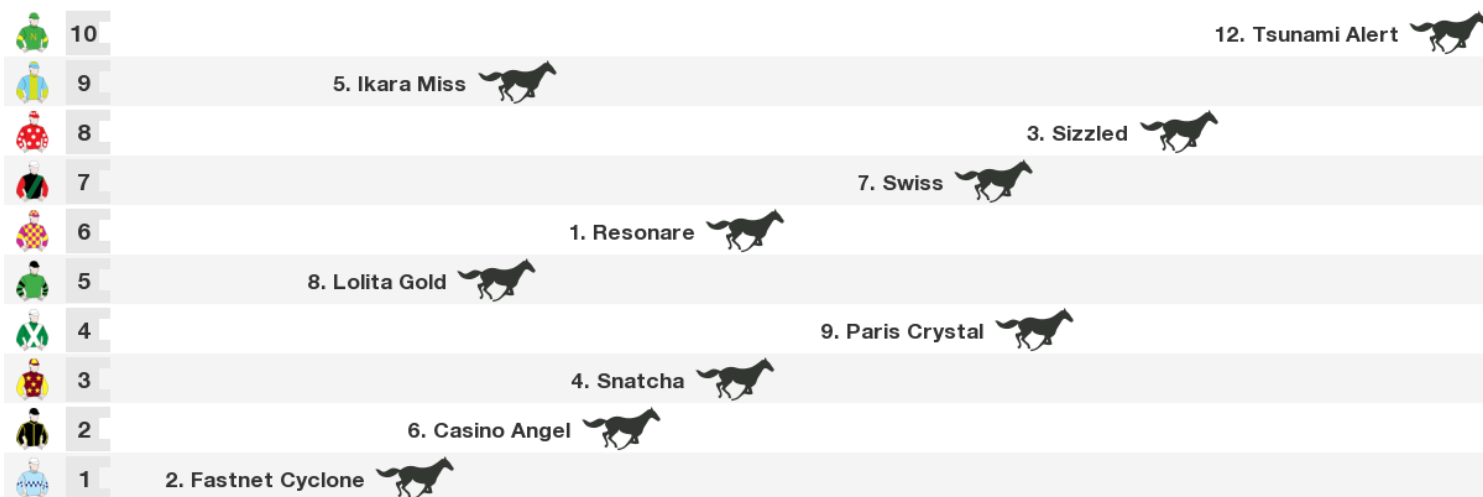 10 12. Tsunami Alert
9 5. Ikara Miss
8 3. Sizzled
7 7. Swiss
6 1. Resonare
5 8. Lolita Gold
4 9. Paris Crystal
3 4. Snatcha
2 6. Casino Angel
1 2. Fastnet Cyclone